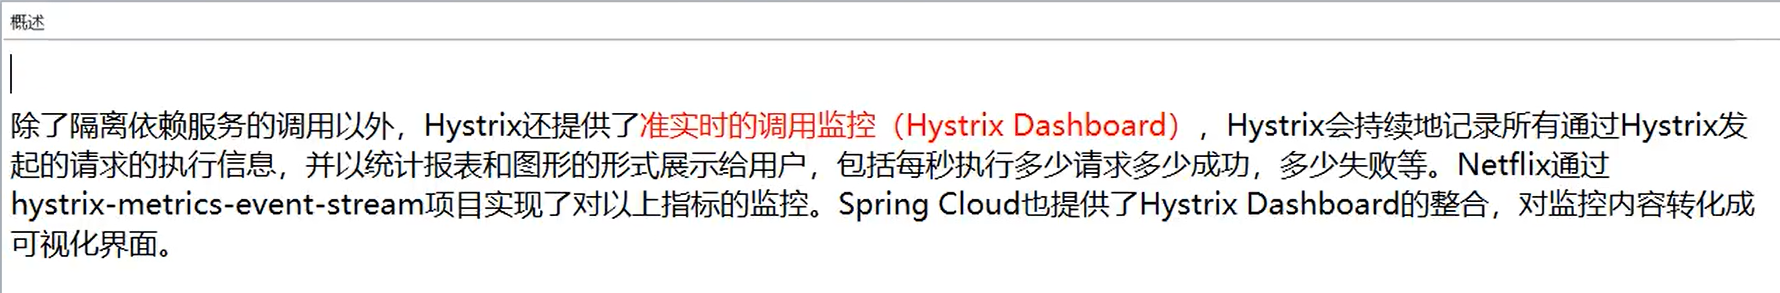 概述
除了隔离依赖服务的调用以外，Hystrix还提供了准实时的调用监控（Hystrix Dashboard），Hystrix会持续地记录所有通过Hystrix发
起的请求的执行信息，并以统计报表和图形的形式展示给用户，包括每秒执行多少请求多少成功，多少失败等。Netflix通过
hystrix-metrics-event-stream项目实现了对以上指标的监控。Spring Cloud也提供了Hystrix Dashboard的整合，对监控内容转化成
可视化界面。